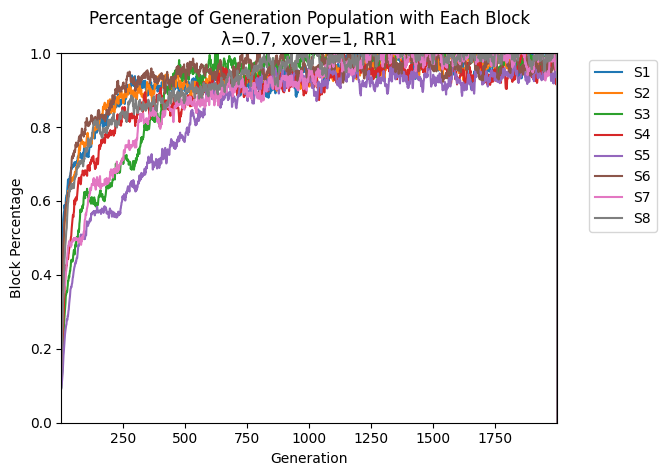 Percentage of Generation Population with Each Block
λ=0.7, xover=1, RR1
Block Percentage
1.0
0.8
0.6
0.4
0.2
0.0
250
500
750
1000
1250
1500
1750
Generation
S1
S2
S3
S4
S5
S6
S7
S8